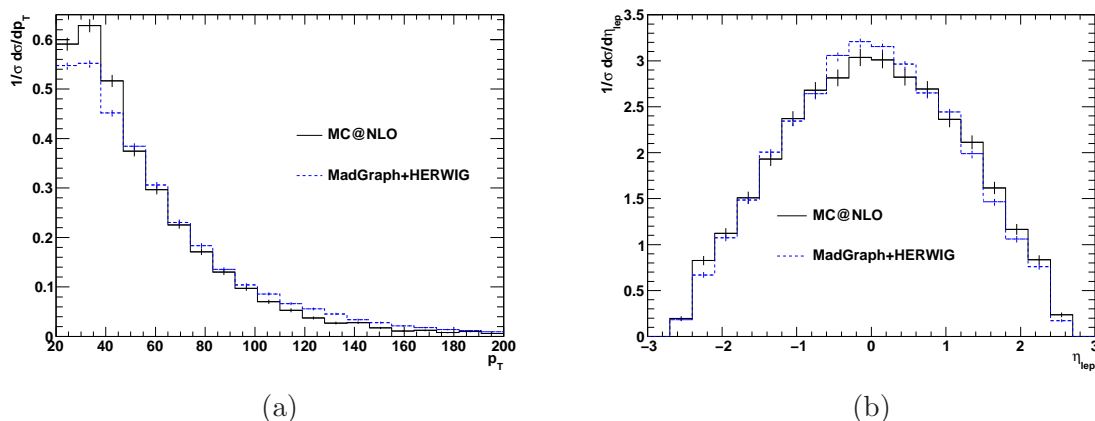 1/σ dσ/dp_T
0.6
0.5
0.4
0.3
0.2
0.1
0
MC@NLO
MadGraph+HERWIG
20 40 60 80 100 120 140 160 180 200
p_T
(a)
1/σ dσ/dη_lep
3.5
3
2.5
2
1.5
1
0.5
0
MC@NLO
MadGraph+HERWIG
−3 −2 −1 0 1 2 3
η_lep
(b)